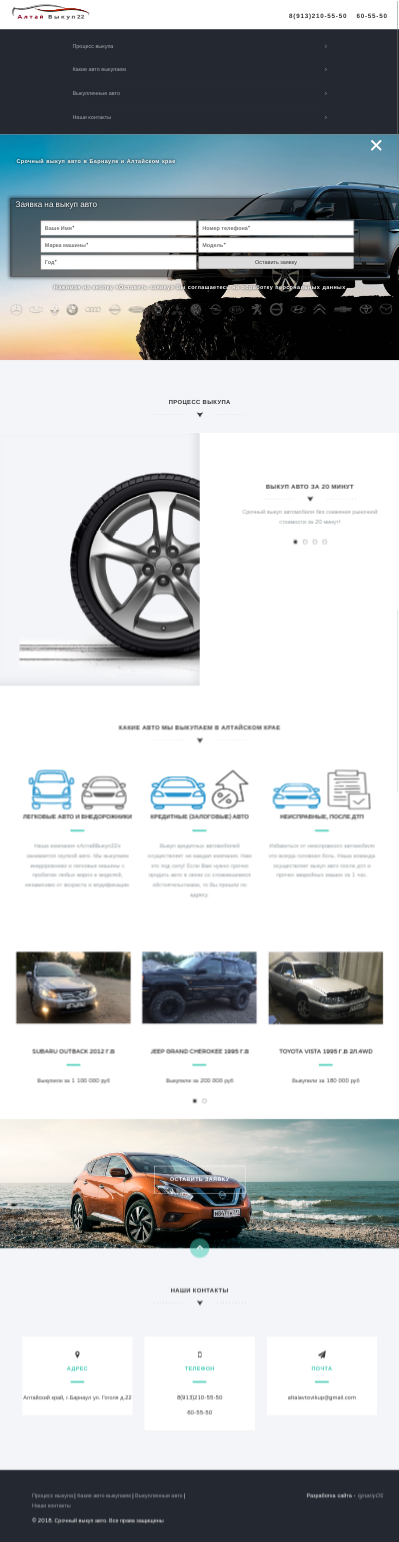 Алтай Выкуп 22
8(913)210-55-50 60-55-50
Процесс выкупа
Какие авто выкупаем
Выкупленные авто
Наши контакты
Срочный выкуп авто в Барнауле и Алтайском крае
Заявка на выкуп авто
Ваше Имя* Номер телефона*
Марка машины* Модель*
Год* Оставить заявку
Нажимая на кнопку «Оставить заявку» Вы соглашаетесь на обработку персональных данных
ПРОЦЕСС ВЫКУПА
ВЫКУП АВТО ЗА 20 МИНУТ
Срочный выкуп автомобиля без снижения рыночной
стоимости за 20 минут!
КАКИЕ АВТО МЫ ВЫКУПАЕМ В АЛТАЙСКОМ КРАЕ
ЛЕГКОВЫЕ АВТО И ВНЕДОРОЖНИКИ
Наша компания «АлтайВыкуп22»
занимается скупкой авто. Мы выкупаем
внедорожники и легковые машины с
пробегом любых марок и моделей,
независимо от возраста и модификации
КРЕДИТНЫЕ (ЗАЛОГОВЫЕ) АВТО
Выкуп кредитных автомобилей
осуществляет не каждая компания. Нам
это под силу! Если Вам нужно срочно
продать авто в связи со сложившимися
обстоятельствами, то Вы пришли по
адресу
НЕИСПРАВНЫЕ, ПОСЛЕ ДТП
Избавиться от неисправного автомобиля
это всегда головная боль. Наша команда
осуществляет выкуп авто после дтп и
прочих аварийных машин за 1 час
SUBARU OUTBACK 2012 Г.В
Выкупили за 1 100 000 руб
JEEP GRAND CHEROKEE 1995 Г.В
Выкупили за 200 000 руб
TOYOTA VISTA 1995 Г.В 2Л.4WD
Выкупили за 180 000 руб
ОСТАВИТЬ ЗАЯВКУ
НАШИ КОНТАКТЫ
АДРЕС
Алтайский край, г.Барнаул ул. Гоголя д.22
ТЕЛЕФОН
8(913)210-55-50
60-55-50
ПОЧТА
altaiavtovikup@gmail.com
Процесс выкупа | Какие авто выкупаем | Выкупленные авто |
Наши контакты
Разработка сайта - IgnariyOS
© 2018. Срочный выкуп авто. Все права защищены